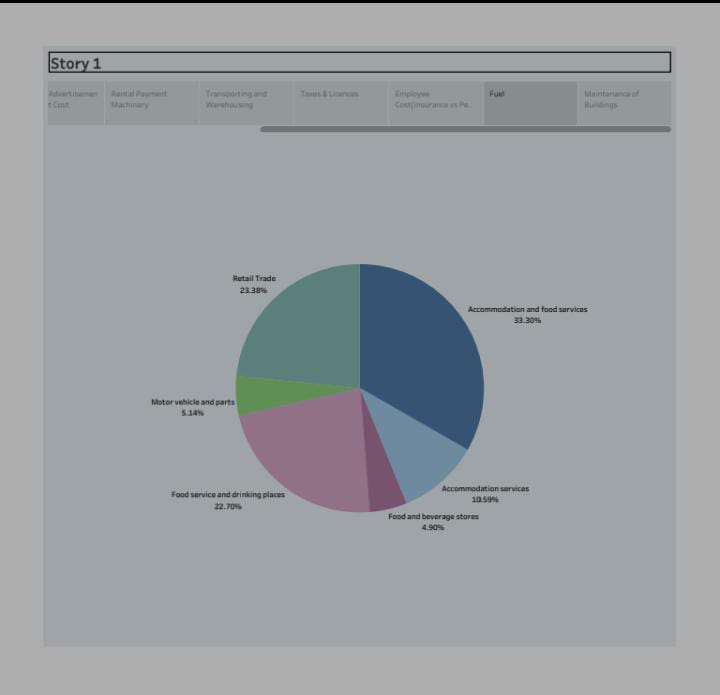 Story 1
Advertisemen
t Cost
Rental Payment
Machinary
Transporting and
Warehousing
Taxes & Licences
Employee
Cost(Insurance vs Pe..
Fuel
Maintanance of
Buildings
Retail Trade
23.38%
Accommodation and food services
33.30%
Motor vehicle and parts
5.14%
Accommodation services
10.59%
Food service and drinking places
22.70%
Food and beverage stores
4.90%